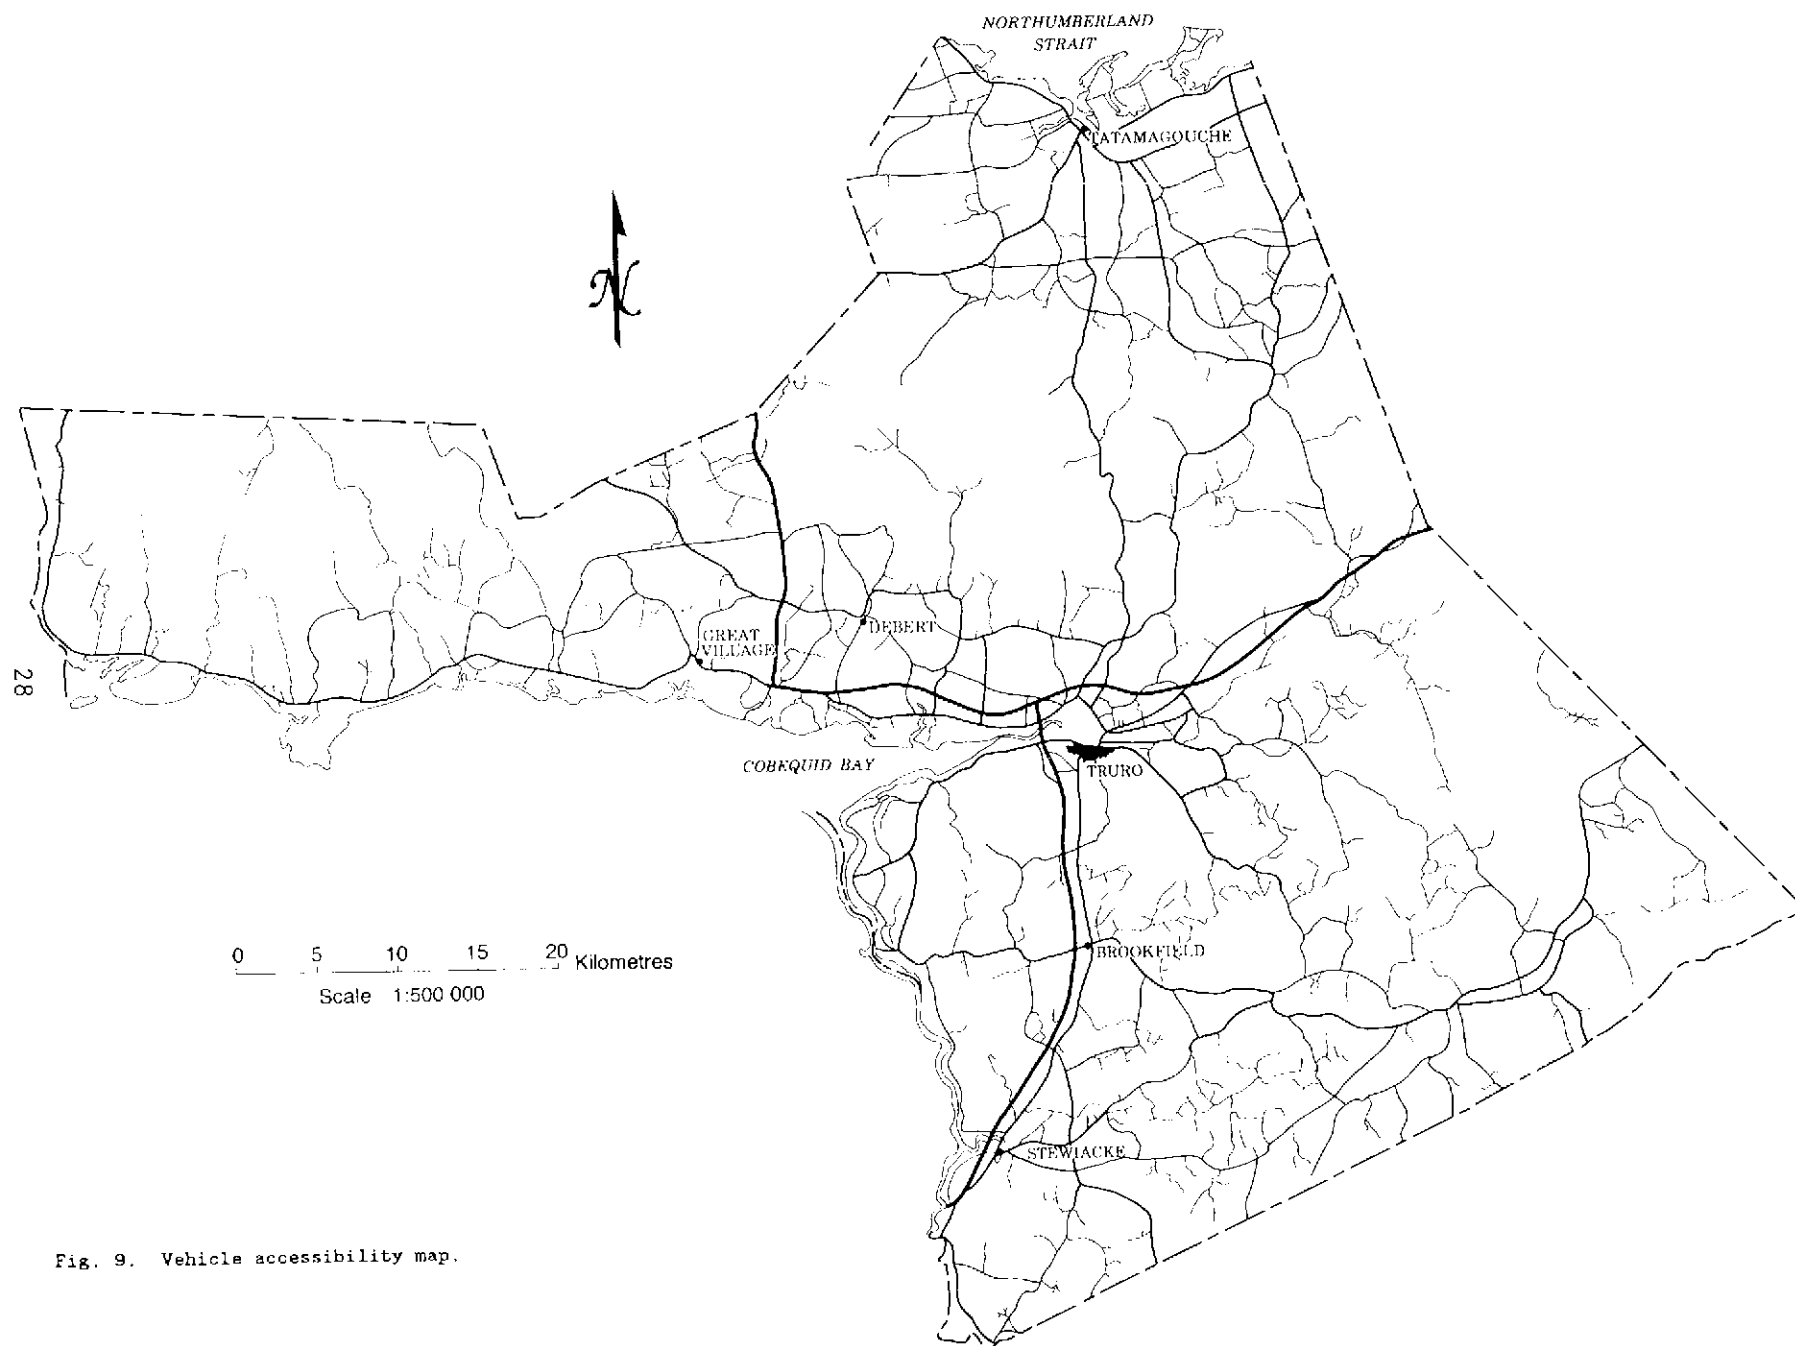 NORTHUMBERLAND
STRAIT
TATAMAGOUCHE
N
GREAT
VILLAGE
DEBERT
28
COBEQUID BAY
TRURO
BROOKFIELD
0 5 10 15 20 Kilometres
Scale 1:500 000
STEWIACKE
Fig. 9. Vehicle accessibility map.